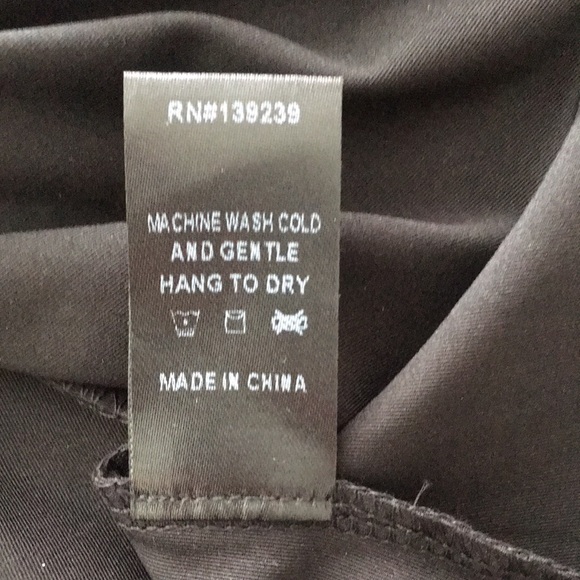 RN#139239
MACHINE WASH COLD
AND GENTLE
HANG TO DRY
MADE IN CHINA